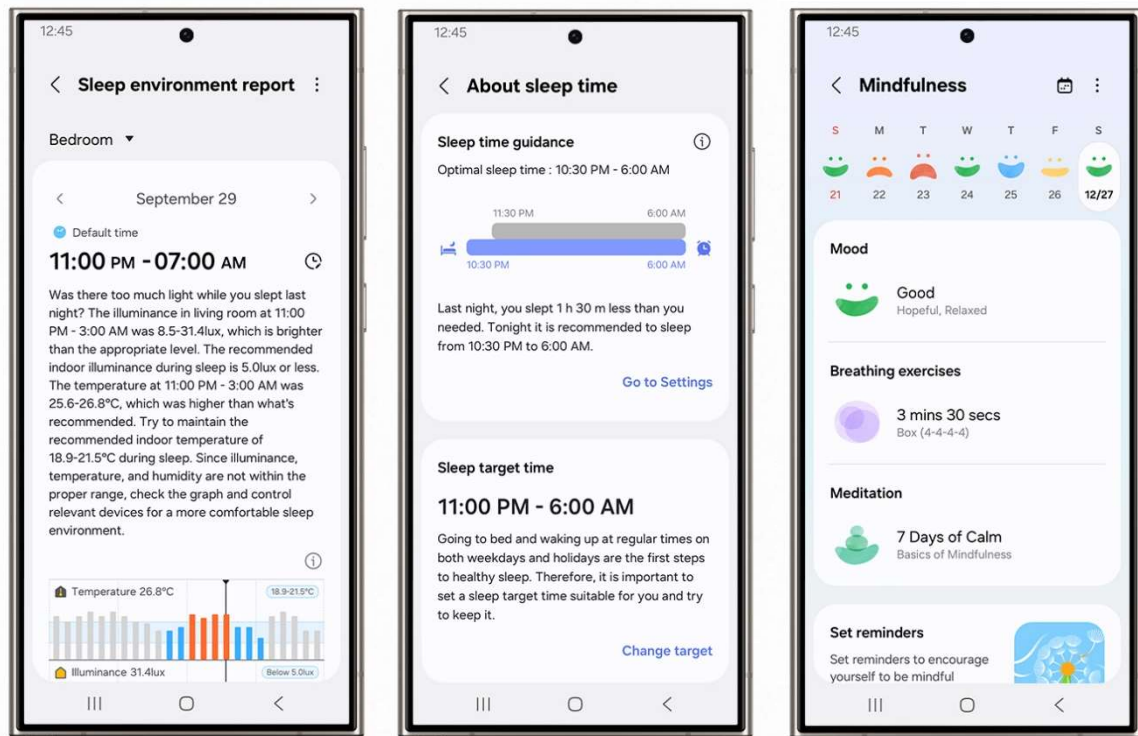 12:45
Sleep environment report
Bedroom
September 29
Default time
11:00 PM - 07:00 AM
Was there too much light while you slept last
night? The illuminance in living room at 11:00
PM - 3:00 AM was 8.5-31.4lux, which is brighter
than the appropriate level. The recommended
indoor illuminance during sleep is 5.0lux or less.
The temperature at 11:00 PM - 3:00 AM was
25.6-26.8°C, which was higher than what's
recommended. Try to maintain the
recommended indoor temperature of
18.9-21.5°C during sleep. Since illuminance,
temperature, and humidity are not within the
proper range, check the graph and control
relevant devices for a more comfortable sleep
environment.
Temperature 26.8°C
18.9-21.5°C
Illuminance 31.4lux
Below 5.0lux
12:45
About sleep time
Sleep time guidance
Optimal sleep time : 10:30 PM - 6:00 AM
11:30 PM 6:00 AM
10:30 PM 6:00 AM
Last night, you slept 1 h 30 m less than you
needed. Tonight it is recommended to sleep
from 10:30 PM to 6:00 AM.
Go to Settings
Sleep target time
11:00 PM - 6:00 AM
Going to bed and waking up at regular times on
both weekdays and holidays are the first steps
to healthy sleep. Therefore, it is important to
set a sleep target time suitable for you and try
to keep it.
Change target
12:45
Mindfulness
S M T W T F S
21 22 23 24 25 26 12/27
Mood
Good
Hopeful, Relaxed
Breathing exercises
3 mins 30 secs
Box (4-4-4-4)
Meditation
7 Days of Calm
Basics of Mindfulness
Set reminders
Set reminders to encourage
yourself to be mindful